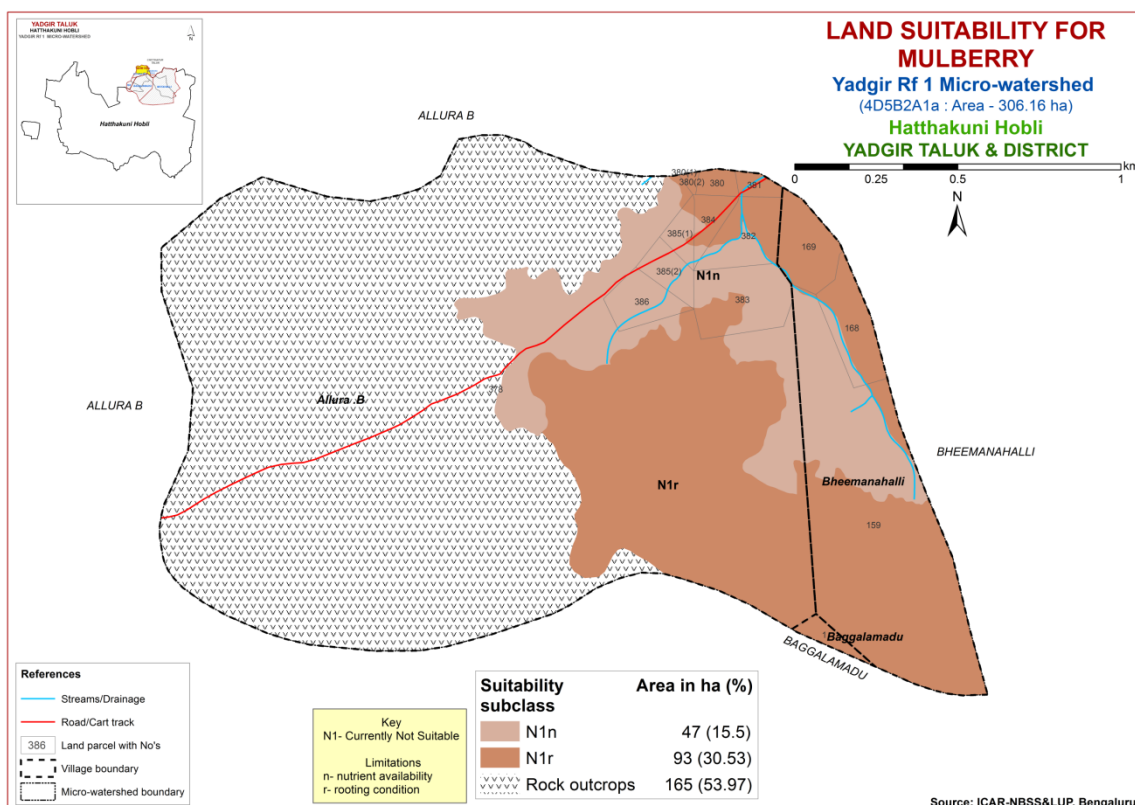 YADGIR TALUK
HATTHAKUNI HOBLI
YADGIR RF 1 MICRO-WATERSHED
N
Hatthakuni Hobli
LAND SUITABILITY FOR
MULBERRY
Yadgir Rf 1 Micro-watershed
(4D5B2A1a : Area - 306.16 ha)
Hatthakuni Hobli
YADGIR TALUK & DISTRICT
km
0 0.25 0.5 1
N
ALLURA B
380(1)
380(2)
380
381
384
385(1)
382
169
385(2)
N1n
386
383
168
378
Allura .B
ALLURA B
BHEEMANAHALLI
N1r
Bheemanahalli
159
Baggalamadu
BAGGALAMADU
References
Streams/Drainage
Road/Cart track
386 Land parcel with No's
Village boundary
Micro-watershed boundary
Key
N1- Currently Not Suitable
Limitations
n- nutrient availability
r- rooting condition
Suitability subclass Area in ha (%)
N1n 47 (15.5)
N1r 93 (30.53)
Rock outcrops 165 (53.97)
Source: ICAR-NBSS&LUP, Bengaluru